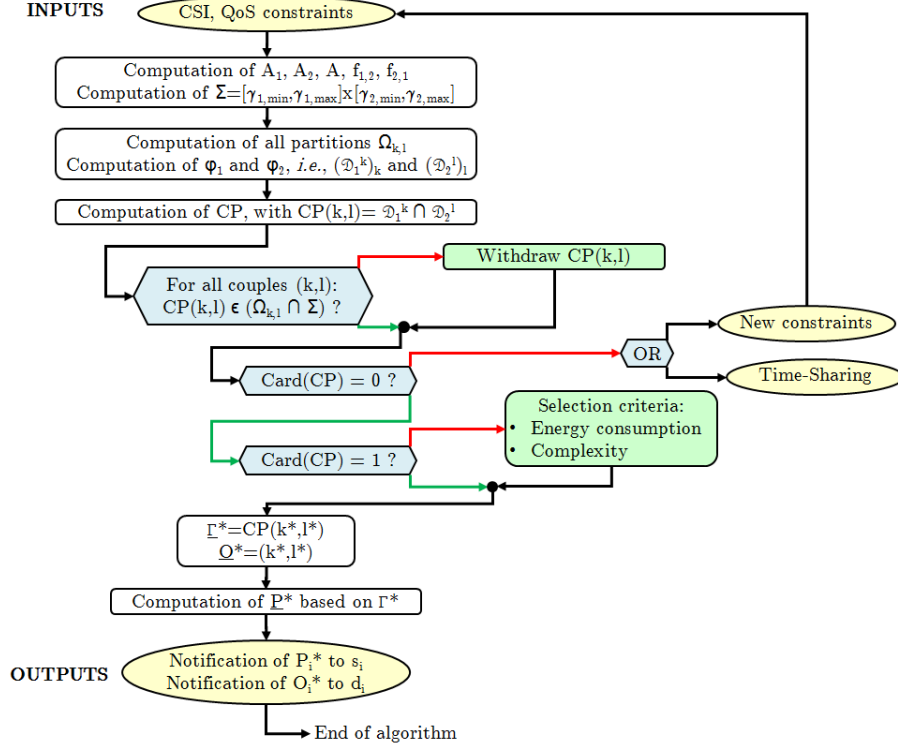 INPUTS
CSI, QoS constraints
Computation of A₁, A₂, A, f₁,₂, f₂,₁
Computation of Σ=[γ₁,min,γ₁,max]x[γ₂,min,γ₂,max]
Computation of all partitions Ωk,l
Computation of φ₁ and φ₂, i.e., (𝒟₁ᵏ)k and (𝒟₂ˡ)l
Computation of CP, with CP(k,l)= 𝒟₁ᵏ ⋂ 𝒟₂ˡ
For all couples (k,l):
CP(k,l) ϵ (Ωk,l ⋂ Σ) ?
Withdraw CP(k,l)
New constraints
OR
Time-Sharing
Card(CP) = 0 ?
Selection criteria:
• Energy consumption
• Complexity
Card(CP) = 1 ?
Γ*=CP(k*,l*)
O*=(k*,l*)
Computation of P* based on Γ*
OUTPUTS
Notification of Pᵢ* to sᵢ
Notification of Oᵢ* to dᵢ
End of algorithm